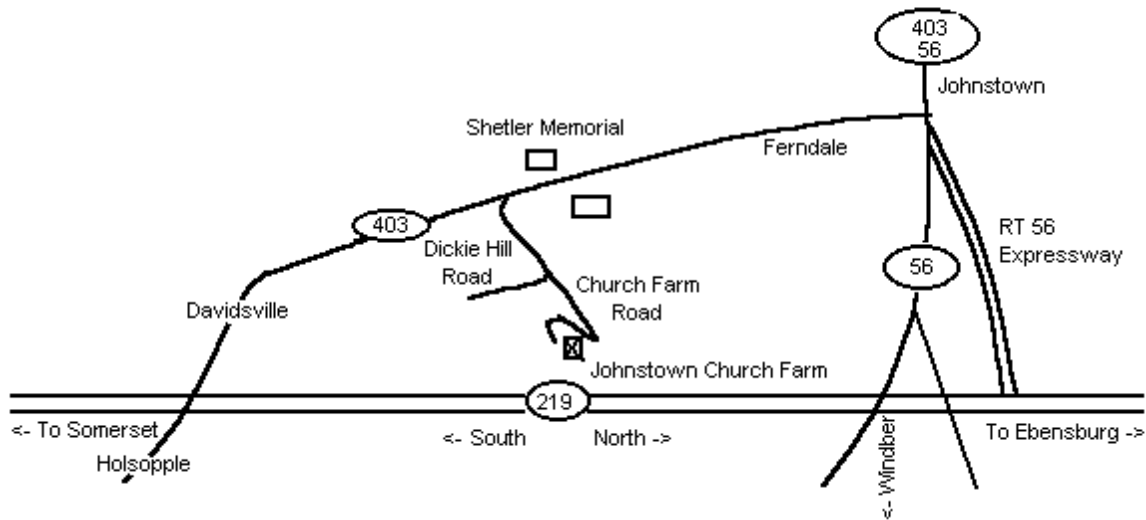 403
56
Johnstown
Shetler Memorial
Ferndale
403
Dickie Hill
Road
RT 56
Expressway
56
Church Farm
Road
Davidsville
Johnstown Church Farm
219
<- To Somerset
<- South
North ->
<- Windber
To Ebensburg ->
Holsopple